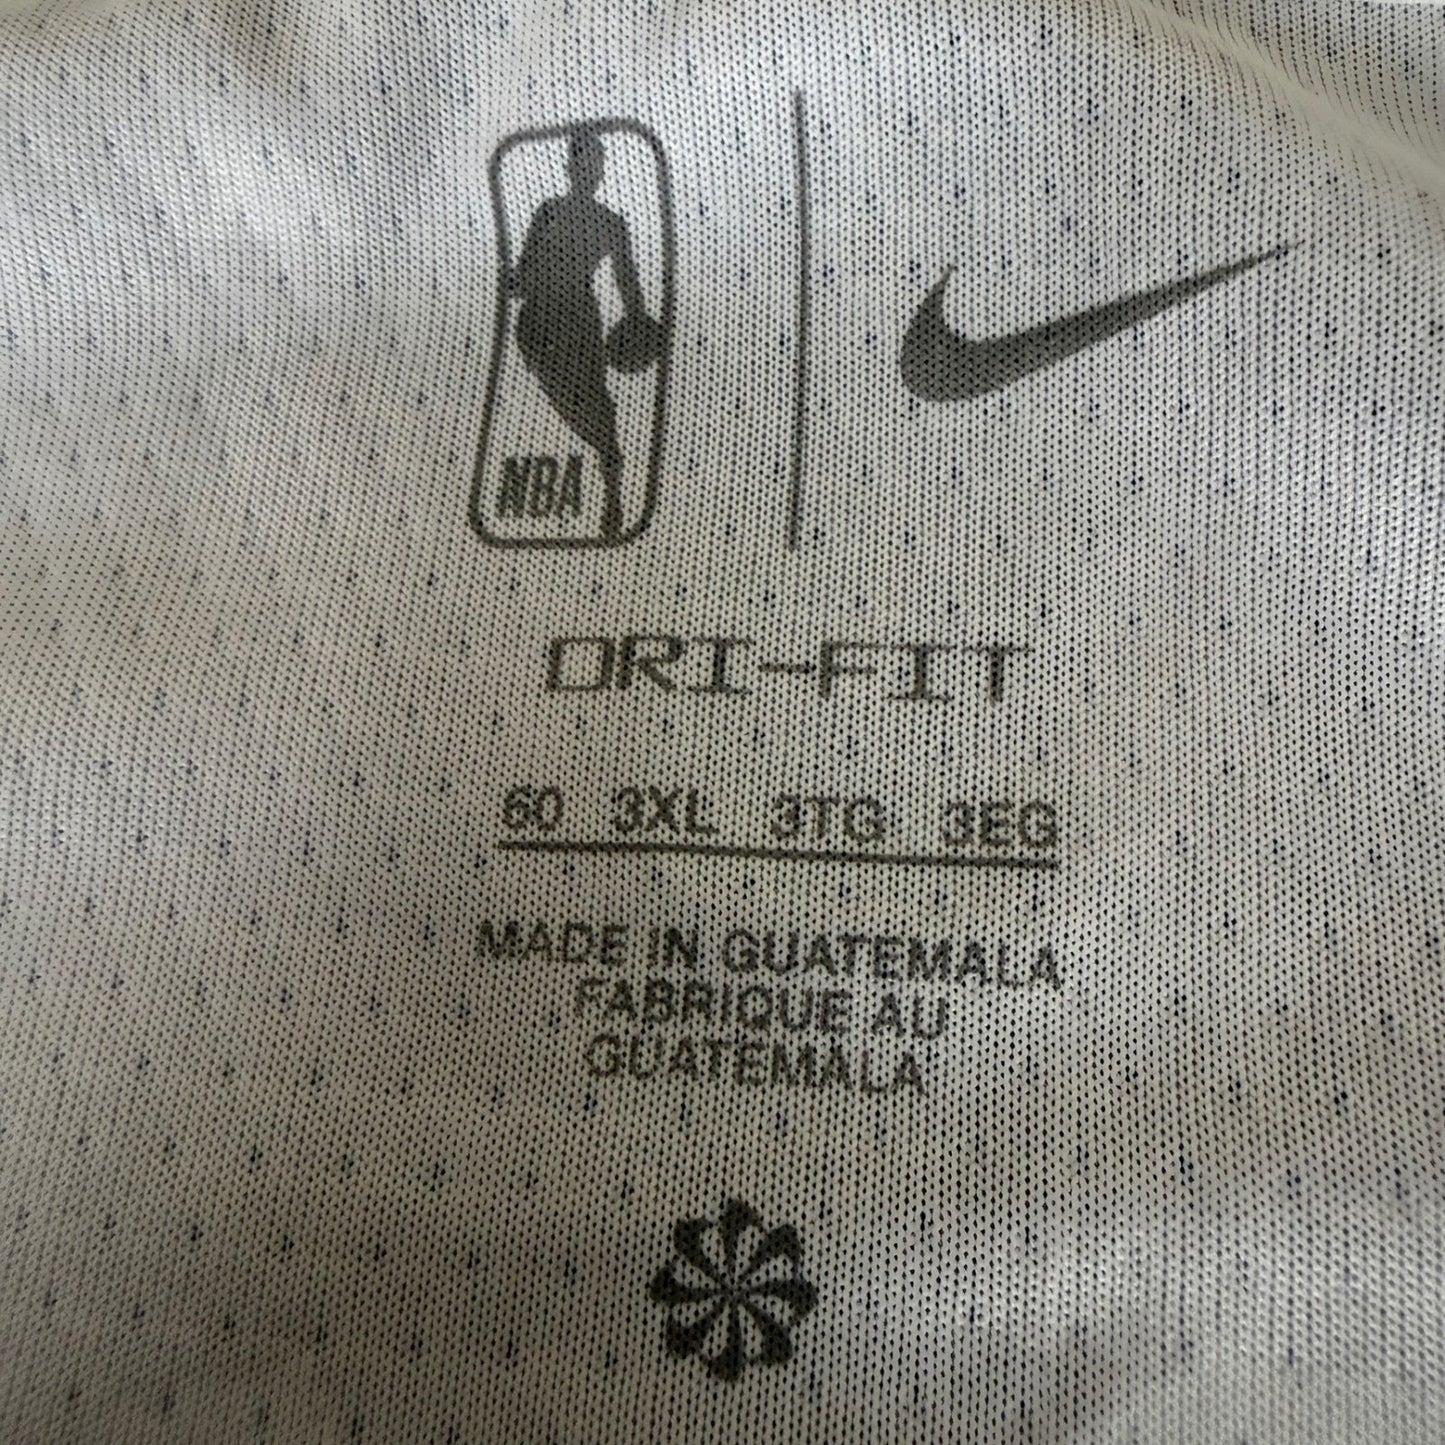 NBA
DRI-FIT
60 3XL 3TG 3EG
MADE IN GUATEMALA
FABRIQUE AU
GUATEMALA